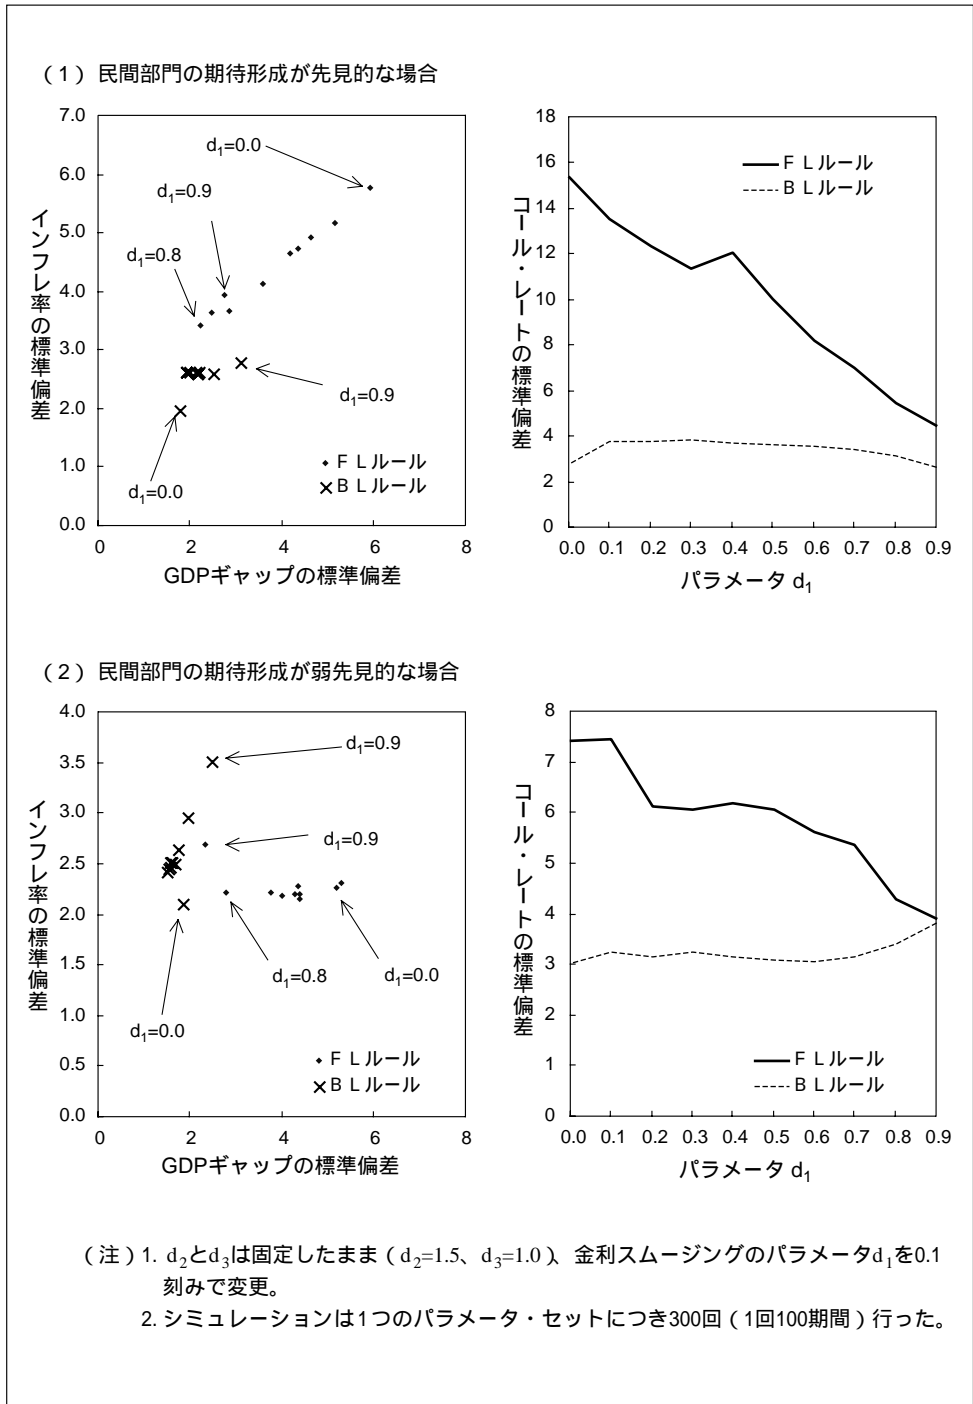 （1） 民間部門の期待形成が先見的な場合
インフレ率の標準偏差
7.0
6.0
5.0
4.0
3.0
2.0
1.0
0.0
d1=0.0
d1=0.9
d1=0.8
d1=0.9
d1=0.0
ＦＬルール
ＢＬルール
0 2 4 6 8
GDPギャップの標準偏差
コール・レートの標準偏差
18
16
14
12
10
8
6
4
2
0
ＦＬルール
ＢＬルール
0.0 0.1 0.2 0.3 0.4 0.5 0.6 0.7 0.8 0.9
パラメータ d1
（2） 民間部門の期待形成が弱先見的な場合
インフレ率の標準偏差
4.0
3.5
3.0
2.5
2.0
1.5
1.0
0.5
0.0
d1=0.9
d1=0.9
d1=0.8
d1=0.0
d1=0.0
ＦＬルール
ＢＬルール
0 2 4 6 8
GDPギャップの標準偏差
コール・レートの標準偏差
8
7
6
5
4
3
2
1
0
ＦＬルール
ＢＬルール
0.0 0.1 0.2 0.3 0.4 0.5 0.6 0.7 0.8 0.9
パラメータ d1
（注）1. d2とd3は固定したまま（d2=1.5、d3=1.0）、金利スムージングのパラメータd1を0.1
刻みで変更。
2. シミュレーションは1つのパラメータ・セットにつき300回（1回100期間）行った。